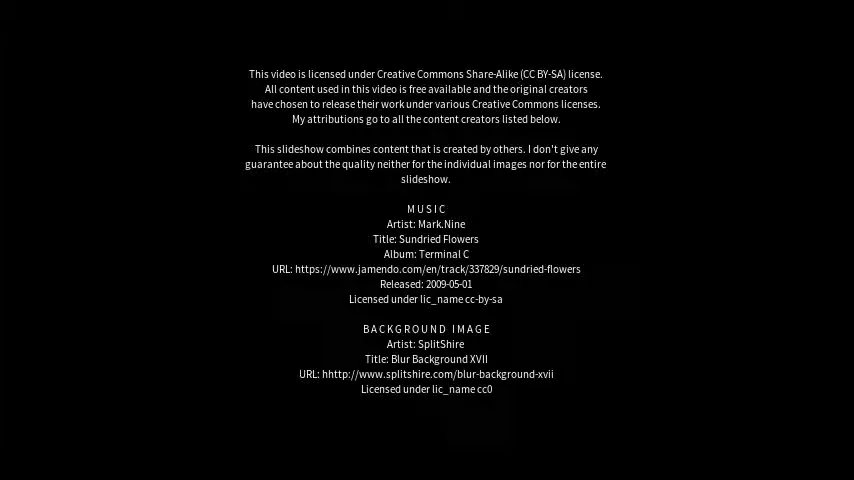 This video is licensed under Creative Commons Share-Alike (CC BY-SA) license.
All content used in this video is free available and the original creators
have chosen to release their work under various Creative Commons licenses.
My attributions go to all the content creators listed below.
This slideshow combines content that is created by others. I don't give any
guarantee about the quality neither for the individual images nor for the entire
slideshow.
MUSIC
Artist: Mark.Nine
Title: Sundried Flowers
Album: Terminal C
URL: https://www.jamendo.com/en/track/337829/sundried-flowers
Released: 2009-05-01
Licensed under lic_name cc-by-sa
BACKGROUND IMAGE
Artist: SplitShire
Title: Blur Background XVII
URL: hhttp://www.splitshire.com/blur-background-xvii
Licensed under lic_name cc0